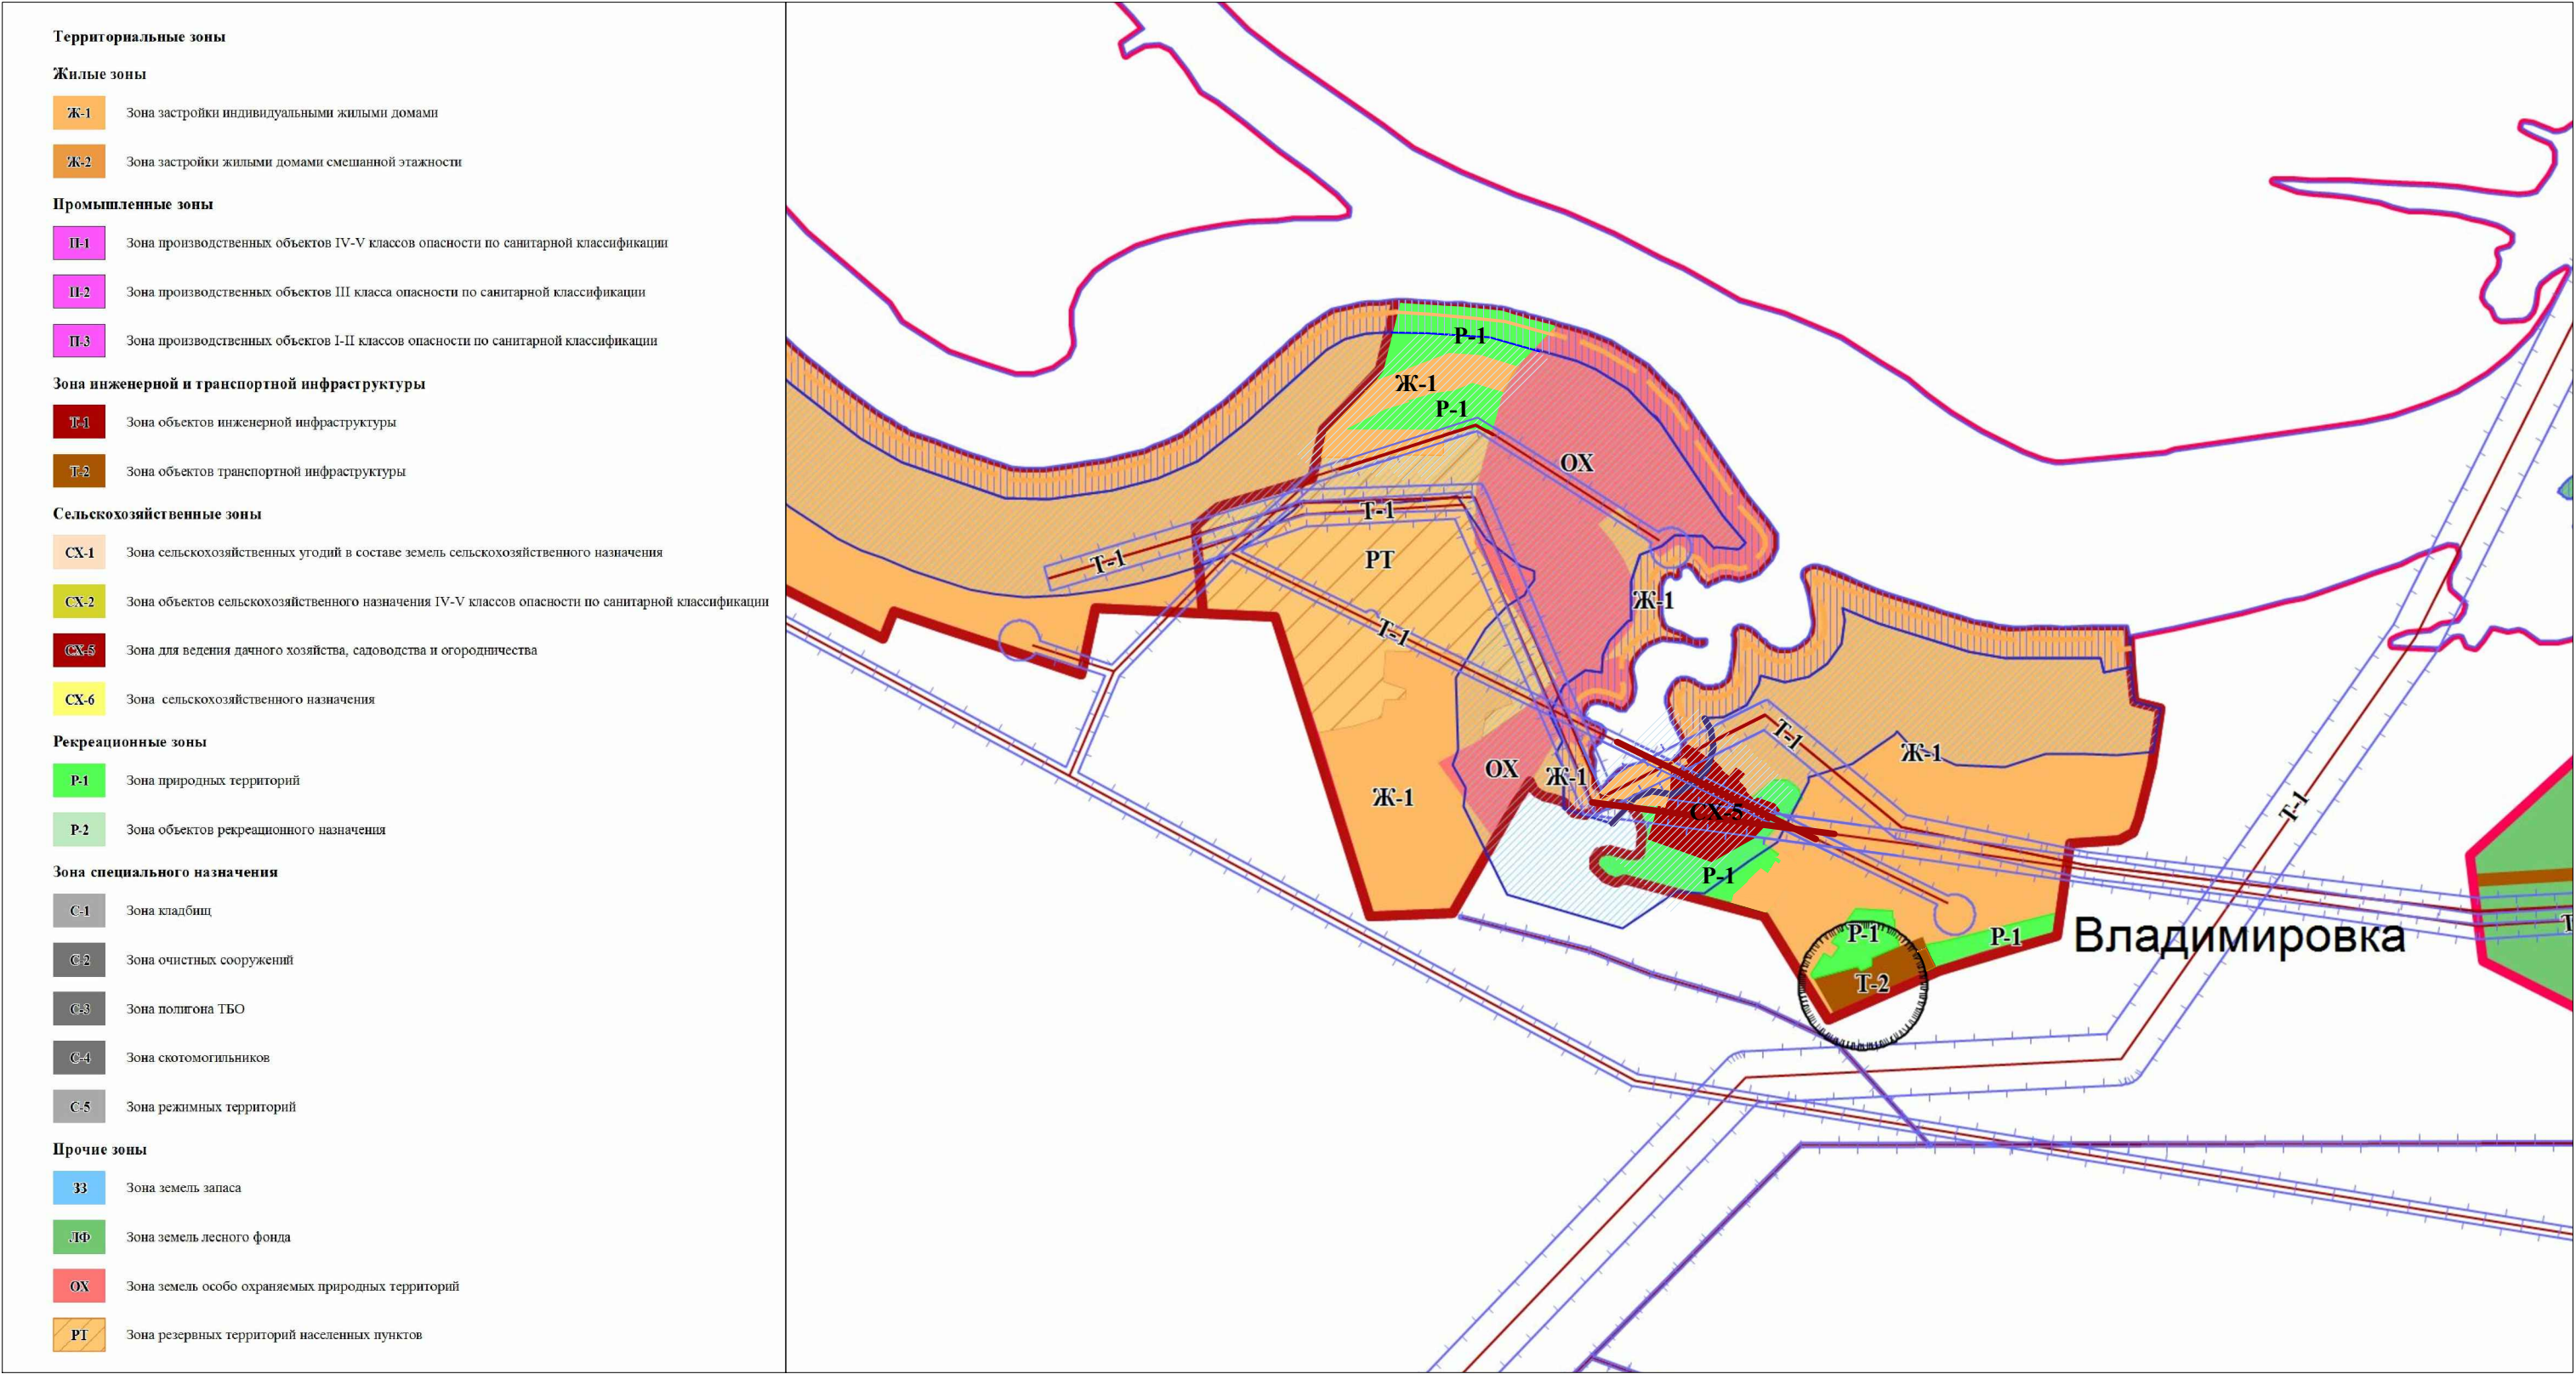 Территориальные зоны
Жилые зоны
Ж-1 Зона застройки индивидуальными жилыми домами
Ж-2 Зона застройки жилыми домами смешанной этажности
Промышленные зоны
П-1 Зона производственных объектов IV-V классов опасности по санитарной классификации
П-2 Зона производственных объектов III класса опасности по санитарной классификации
П-3 Зона производственных объектов I-II классов опасности по санитарной классификации
Зона инженерной и транспортной инфраструктуры
Т-1 Зона объектов инженерной инфраструктуры
Т-2 Зона объектов транспортной инфраструктуры
Сельскохозяйственные зоны
СХ-1 Зона сельскохозяйственных угодий в составе земель сельскохозяйственного назначения
СХ-2 Зона объектов сельскохозяйственного назначения IV-V классов опасности по санитарной классификации
СХ-5 Зона для ведения дачного хозяйства, садоводства и огородничества
СХ-6 Зона сельскохозяйственного назначения
Рекреационные зоны
Р-1 Зона природных территорий
Р-2 Зона объектов рекреационного назначения
Зона специального назначения
С-1 Зона кладбищ
С-2 Зона очистных сооружений
С-3 Зона полигона ТБО
С-4 Зона скотомогильников
С-5 Зона режимных территорий
Прочие зоны
ЗЗ Зона земель запаса
ЛФ Зона земель лесного фонда
ОХ Зона земель особо охраняемых природных территорий
РТ Зона резервных территорий населенных пунктов
Р-1
Ж-1
Р-1
ОХ
Т-1
Т-1
РТ
Ж-1
Т-1
Т-1
Ж-1
ОХ
Ж-1
Ж-1
СХ-5
Т-1
Р-1
Р-1
Р-1
Владимировка
Т-2
Т